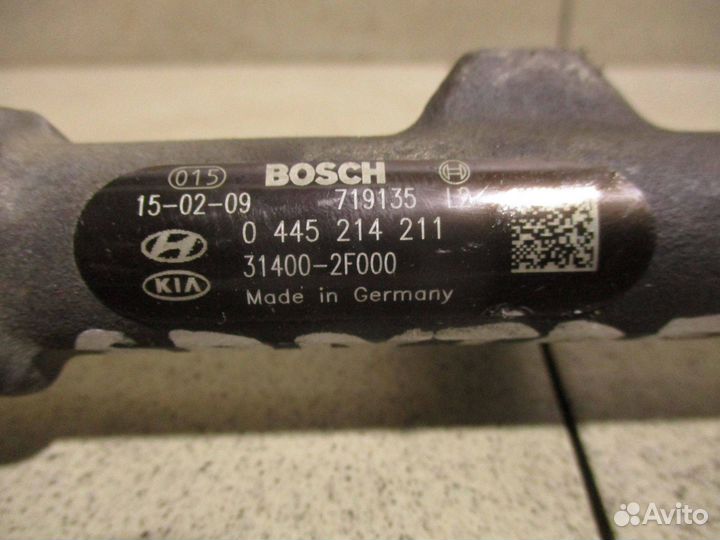 015 BOSCH
15-02-09 719135
0 445 214 211
31400-2F000
KIA
Made in Germany
Avito